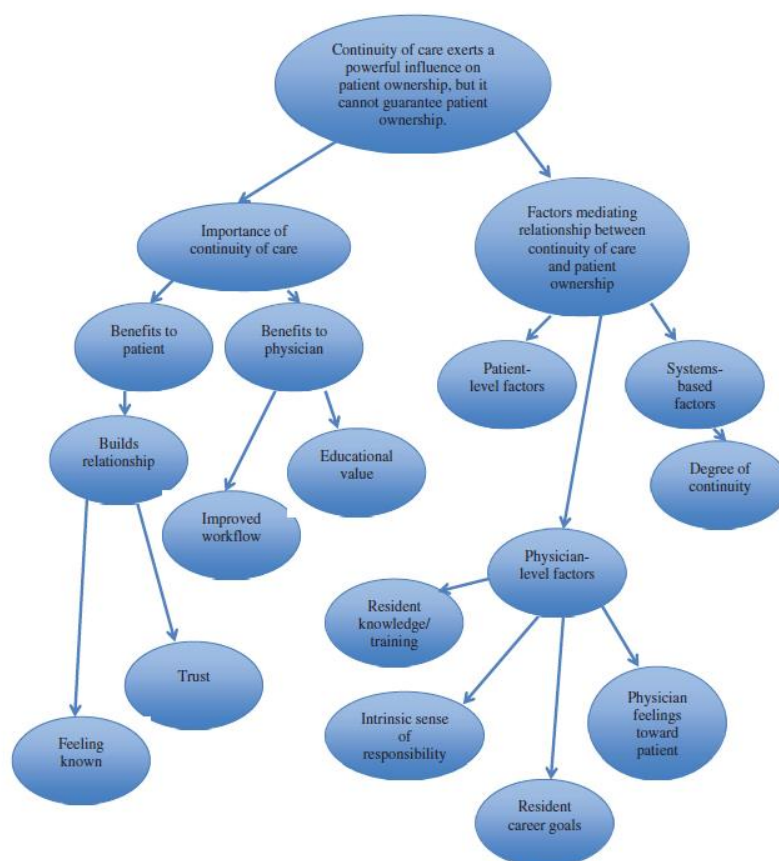 Continuity of care exerts a
powerful influence on
patient ownership, but it
cannot guarantee patient
ownership.
Importance of
continuity of care
Factors mediating
relationship between
continuity of care
and patient
ownership
Benefits to
patient
Benefits to
physician
Patient-
level factors
Systems-
based
factors
Builds
relationship
Educational
value
Degree of
continuity
Improved
workflow
Physician-
level factors
Resident
knowledge/
training
Trust
Intrinsic sense
of
responsibility
Physician
feelings
toward
patient
Feeling
known
Resident
career goals